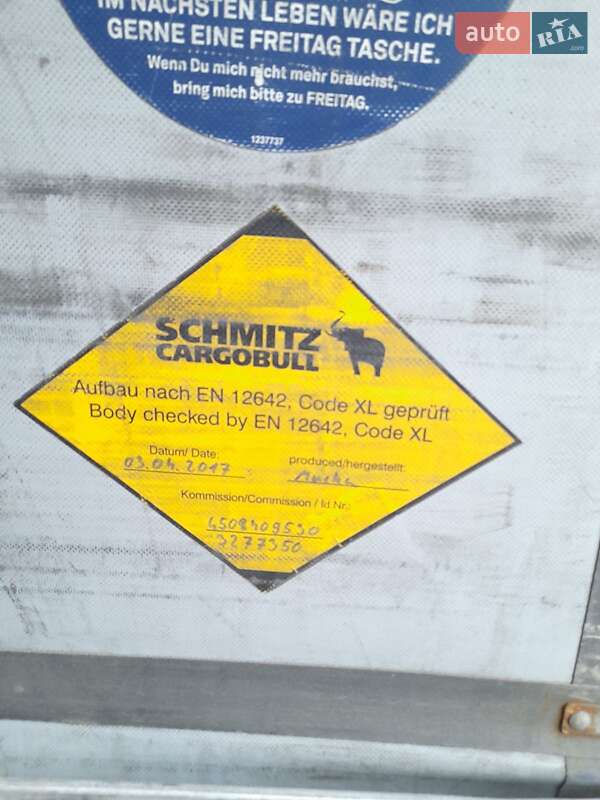 IM NÄCHSTEN LEBEN WÄRE ICH
GERNE EINE FREITAG TASCHE.
Wenn Du mich nicht mehr brauchst,
bring mich bitte zu FREITAG.
1237737
auto RIA.com
SCHMITZ
CARGOBULL
Aufbau nach EN 12642, Code XL geprüft
Body checked by EN 12642, Code XL
Datum/ Date: 03.04.2017
produced/hergestellt:
Kommission/Commission / Id Nr.:
4508409530
3277350